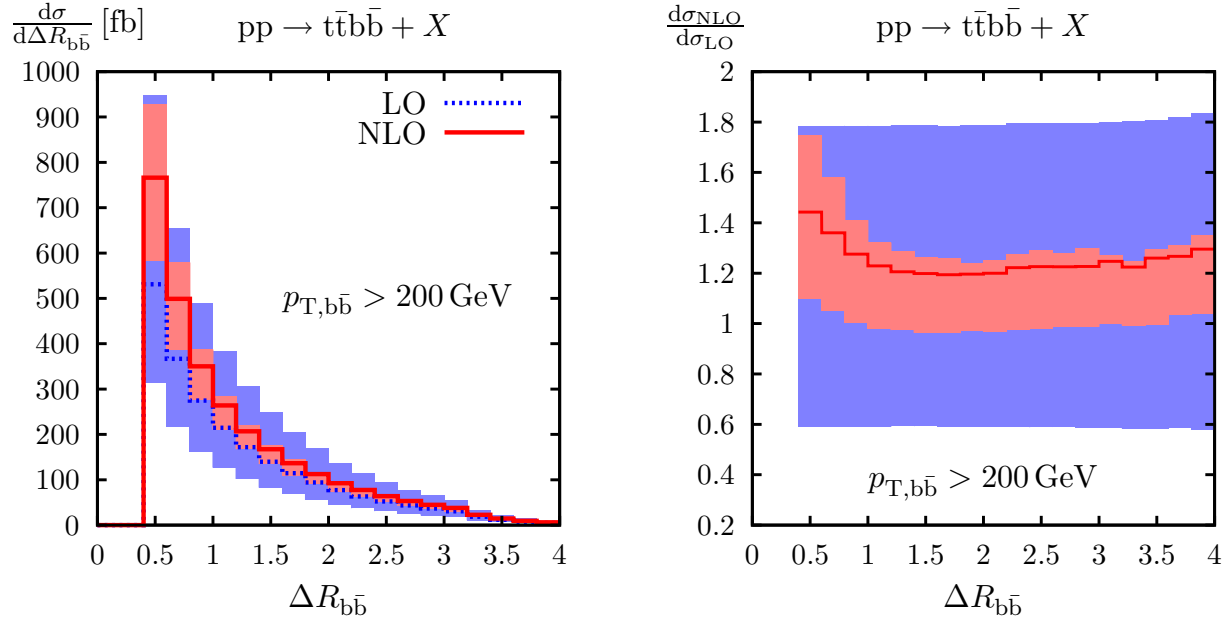 dσ/dΔR_bb̄ [fb] pp → tt̄bb̄ + X
1000
900
800
700
600
500
400
300
200
100
0
LO
NLO
p_T,bb̄ > 200 GeV
0 0.5 1 1.5 2 2.5 3 3.5 4
ΔR_bb̄
dσ_NLO/dσ_LO pp → tt̄bb̄ + X
2
1.8
1.6
1.4
1.2
1
0.8
0.6
0.4
0.2
p_T,bb̄ > 200 GeV
0 0.5 1 1.5 2 2.5 3 3.5 4
ΔR_bb̄